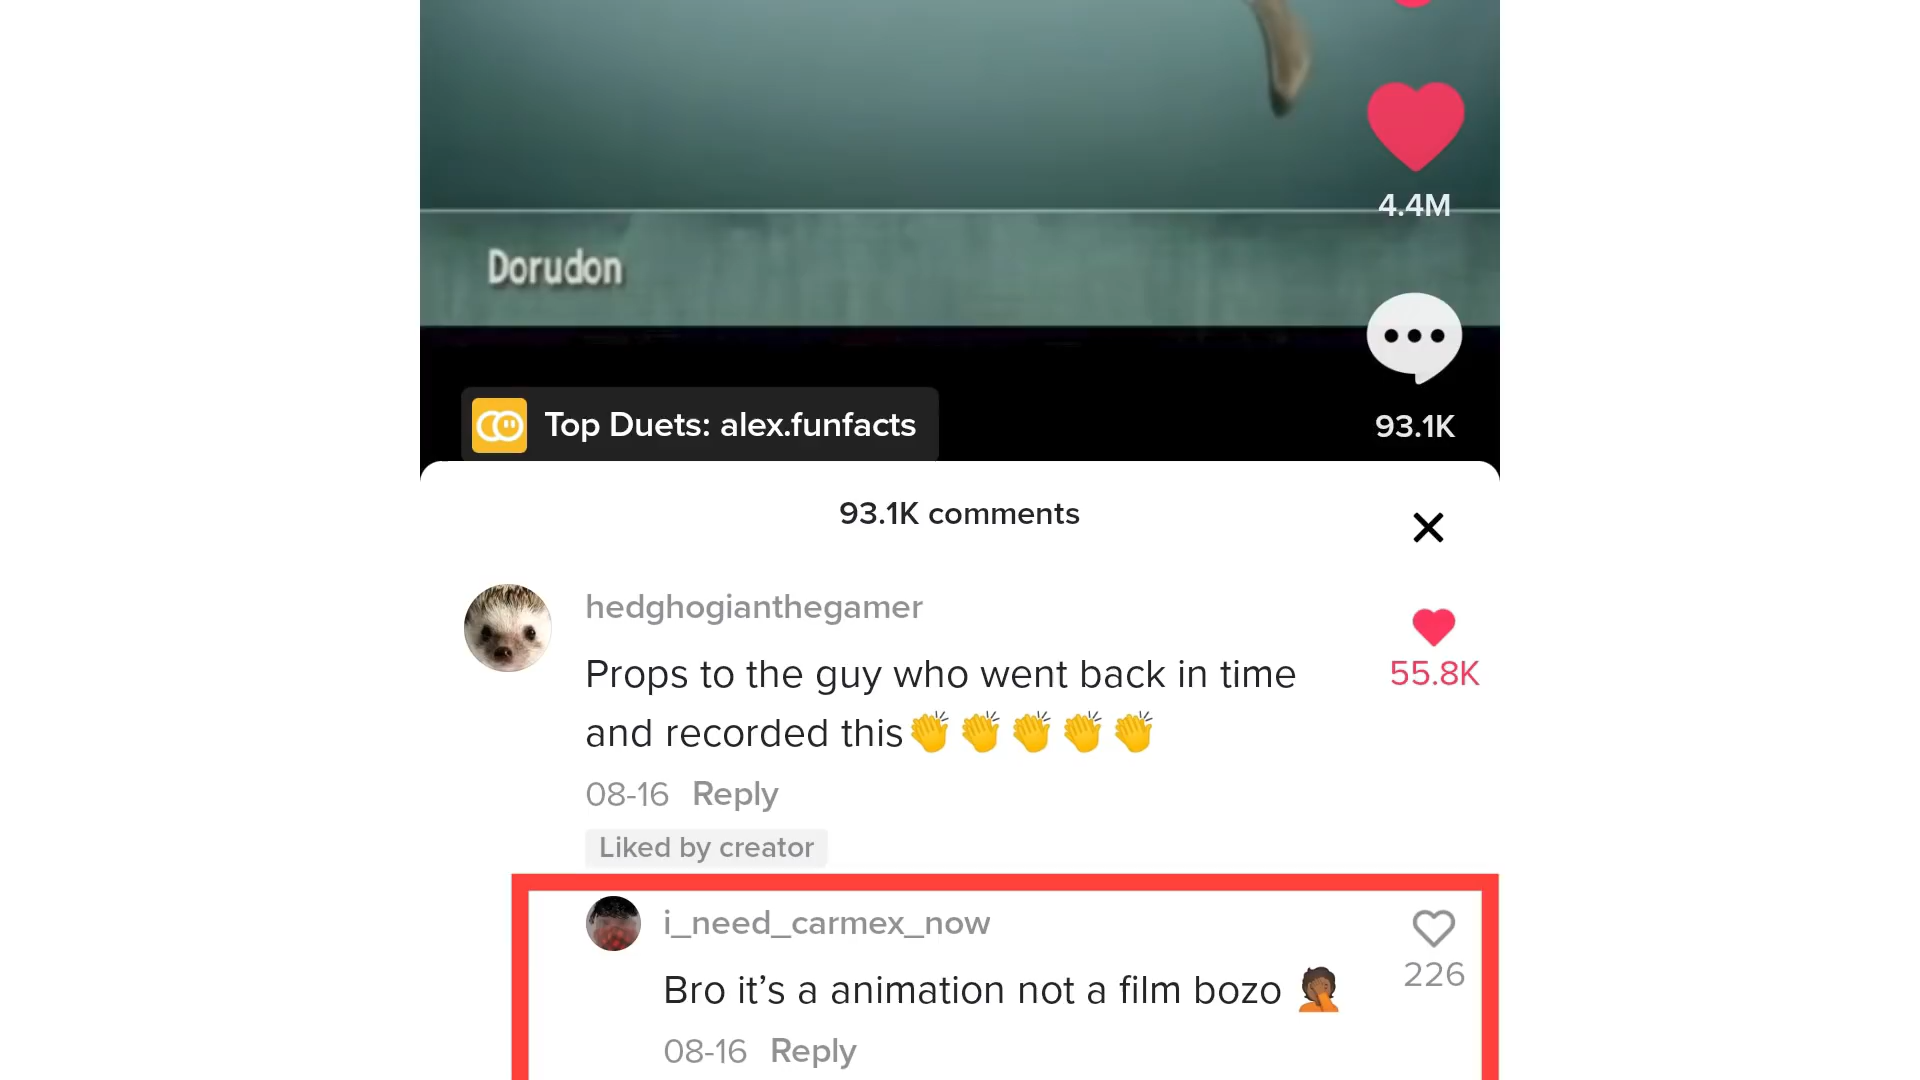 4.4M
Dorudon
Top Duets: alex.funfacts
93.1K
93.1K comments
hedghogianthegamer
Props to the guy who went back in time
and recorded this👏👏👏👏👏
55.8K
08-16 Reply
Liked by creator
i_need_carmex_now
Bro it’s a animation not a film bozo 🤦🏾
226
08-16 Reply